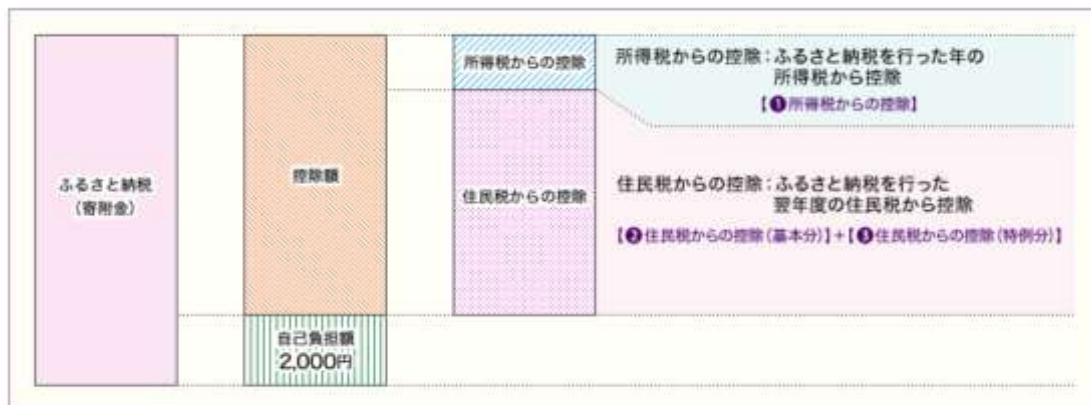 ふるさと納税
（寄附金）
控除額
自己負担額
2,000円
所得税からの控除
住民税からの控除
所得税からの控除：ふるさと納税を行った年の
所得税から控除
【❶所得税からの控除】
住民税からの控除：ふるさと納税を行った
翌年度の住民税から控除
【❷住民税からの控除（基本分）】+【❸住民税からの控除（特例分）】